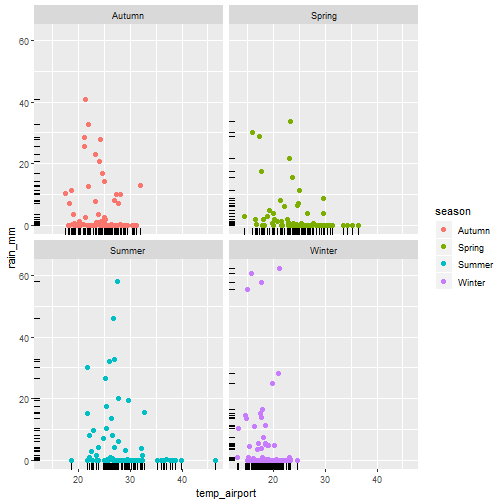 Autumn
Spring
60
40
20
0
Summer
Winter
60
40
20
0
20
30
40
20
30
40
rain_mm
temp_airport
season
Autumn
Spring
Summer
Winter